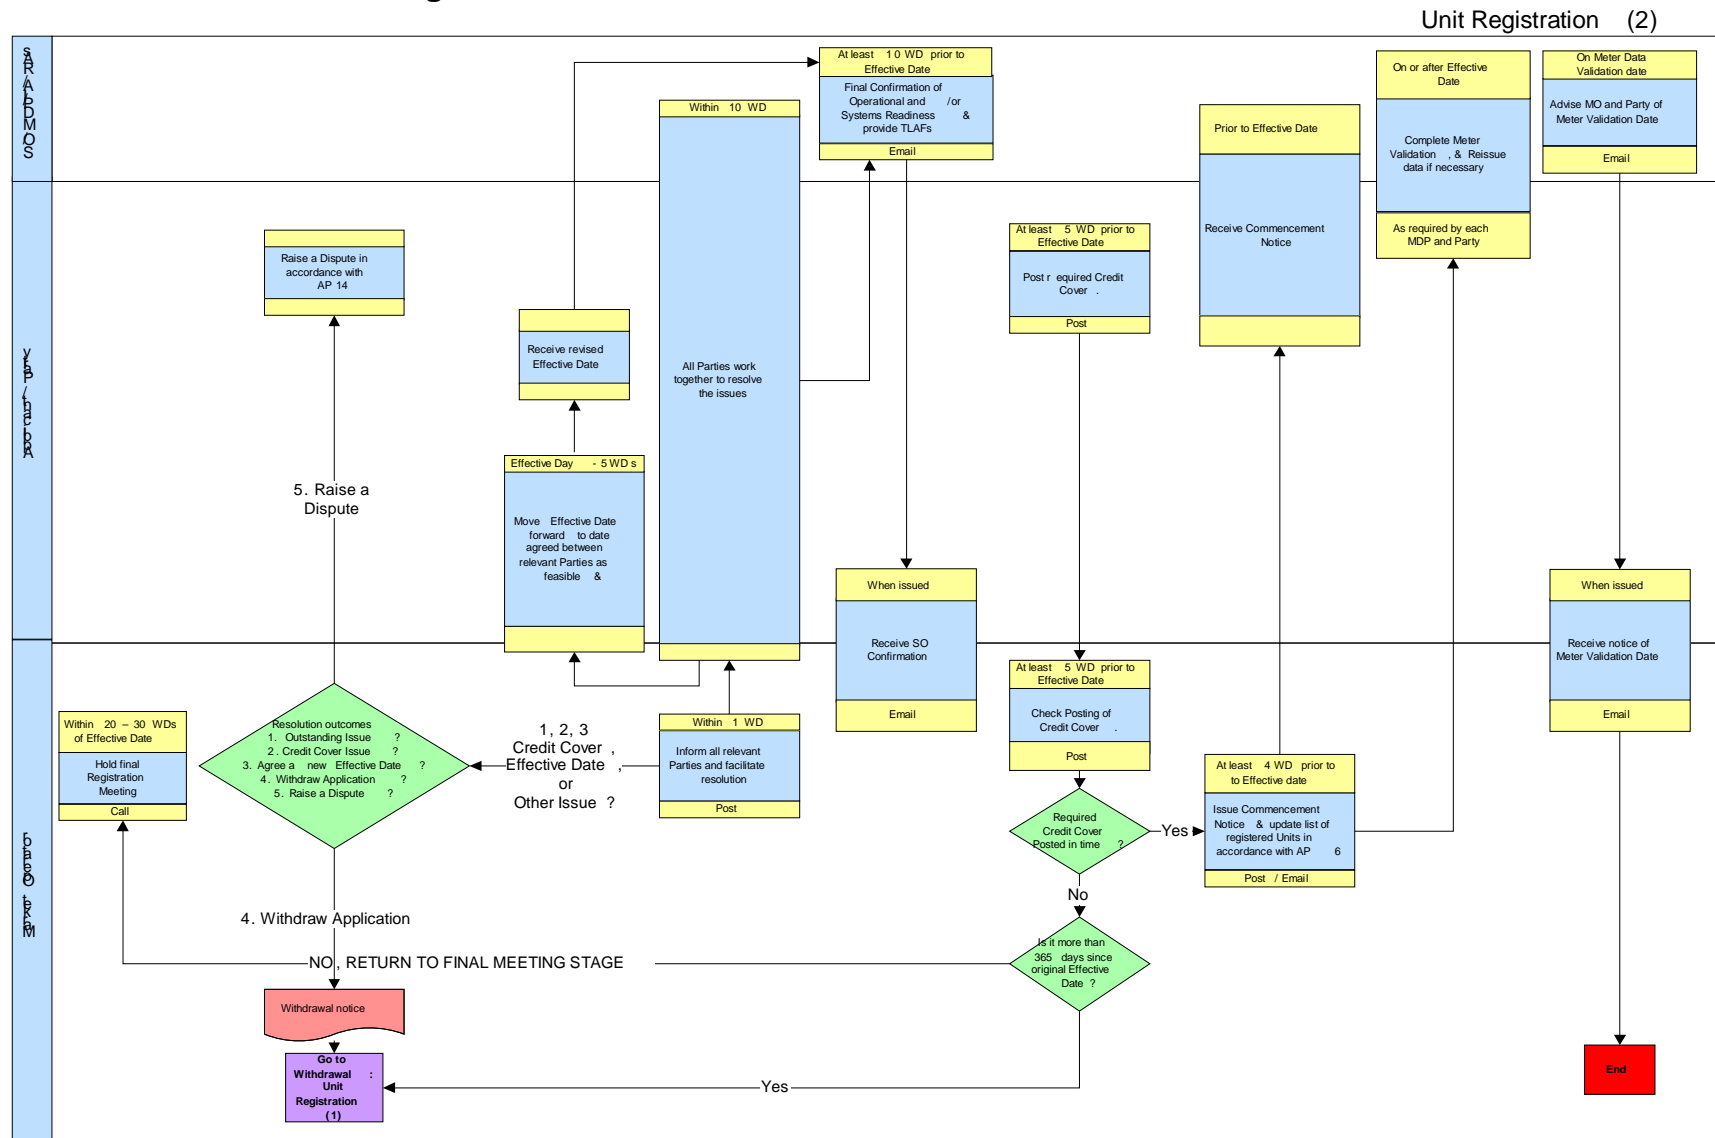 Unit Registration (2)
At least 10 WD prior to
Effective Date
Final Confirmation of
Operational and /or
Systems Readiness &
provide TLAFs
Email
Within 10 WD
All Parties work
together to resolve
the issues
Prior to Effective Date
Receive Commencement
Notice
On or after Effective
Date
Complete Meter
Validation , & Reissue
data if necessary
As required by each
MDP and Party
On Meter Data
Validation date
Advise MO and Party of
Meter Validation Date
Email
Raise a Dispute in
accordance with
AP 14
Receive revised
Effective Date
At least 5 WD prior to
Effective Date
Post r equired Credit
Cover .
Post
5. Raise a
Dispute
Effective Day - 5 WD s
Move Effective Date
forward to date
agreed between
relevant Parties as
feasible &
When issued
Receive SO
Confirmation
Email
When issued
Receive notice of
Meter Validation Date
Email
At least 5 WD prior to
Effective Date
Check Posting of
Credit Cover .
Post
Within 20 – 30 WDs
of Effective Date
Hold final
Registration
Meeting
Call
Resolution outcomes
1. Outstanding Issue ?
2. Credit Cover Issue ?
3. Agree a new Effective Date ?
4. Withdraw Application ?
5. Raise a Dispute ?
1, 2, 3
Credit Cover ,
Effective Date ,
or
Other Issue ?
Within 1 WD
Inform all relevant
Parties and facilitate
resolution
Post
Required
Credit Cover
Posted in time ?
Yes
At least 4 WD prior to
to Effective date
Issue Commencement
Notice & update list of
registered Units in
accordance with AP 6
Post / Email
No
4. Withdraw Application
Is it more than
365 days since
original Effective
Date ?
NO, RETURN TO FINAL MEETING STAGE
Withdrawal notice
Go to
Withdrawal :
Unit
Registration
(1)
Yes
End